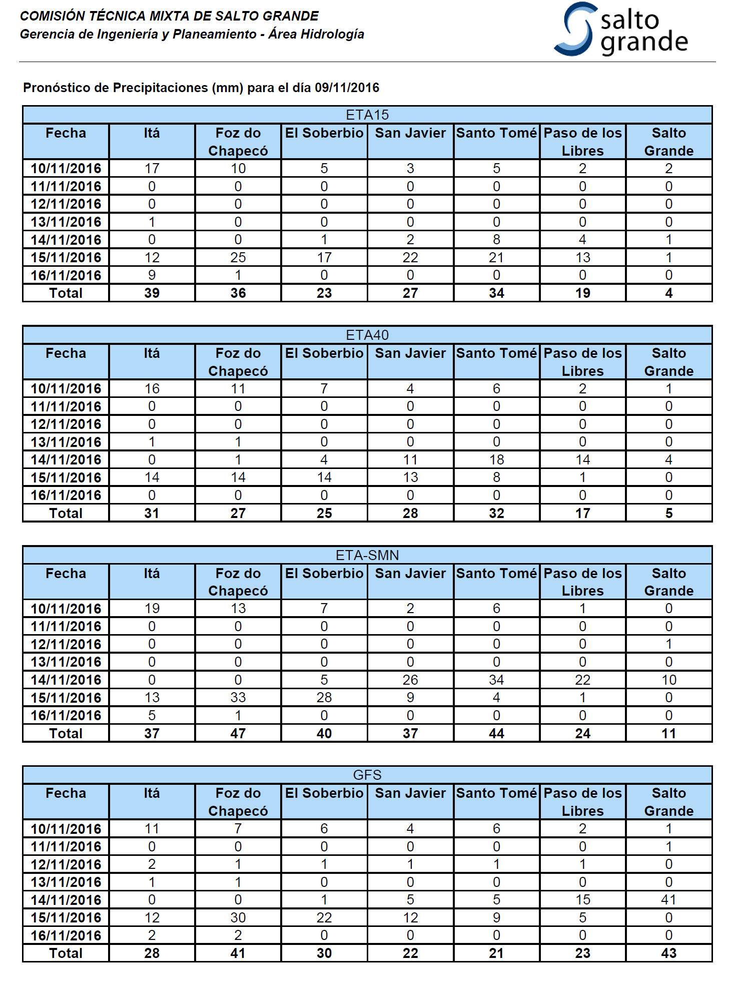 COMISIÓN TÉCNICA MIXTA DE SALTO GRANDE
Gerencia de Ingeniería y Planeamiento - Área Hidrología
salto
grande
Pronóstico de Precipitaciones (mm) para el día 09/11/2016
ETA15
Fecha Itá Foz do Chapecó El Soberbio San Javier Santo Tomé Paso de los Libres Salto Grande
10/11/2016 17 10 5 3 5 2 2
11/11/2016 0 0 0 0 0 0 0
12/11/2016 0 0 0 0 0 0 0
13/11/2016 1 0 0 0 0 0 0
14/11/2016 0 0 1 2 8 4 1
15/11/2016 12 25 17 22 21 13 1
16/11/2016 9 1 0 0 0 0 0
Total 39 36 23 27 34 19 4
ETA40
Fecha Itá Foz do Chapecó El Soberbio San Javier Santo Tomé Paso de los Libres Salto Grande
10/11/2016 16 11 7 4 6 2 1
11/11/2016 0 0 0 0 0 0 0
12/11/2016 0 0 0 0 0 0 0
13/11/2016 1 1 0 0 0 0 0
14/11/2016 0 1 4 11 18 14 4
15/11/2016 14 14 14 13 8 1 0
16/11/2016 0 0 0 0 0 0 0
Total 31 27 25 28 32 17 5
ETA-SMN
Fecha Itá Foz do Chapecó El Soberbio San Javier Santo Tomé Paso de los Libres Salto Grande
10/11/2016 19 13 7 2 6 1 0
11/11/2016 0 0 0 0 0 0 0
12/11/2016 0 0 0 0 0 0 1
13/11/2016 0 0 0 0 0 0 0
14/11/2016 0 0 5 26 34 22 10
15/11/2016 13 33 28 9 4 1 0
16/11/2016 5 1 0 0 0 0 0
Total 37 47 40 37 44 24 11
GFS
Fecha Itá Foz do Chapecó El Soberbio San Javier Santo Tomé Paso de los Libres Salto Grande
10/11/2016 11 7 6 4 6 2 1
11/11/2016 0 0 0 0 0 0 1
12/11/2016 2 1 1 1 1 1 0
13/11/2016 1 1 0 0 0 0 0
14/11/2016 0 0 1 5 5 15 41
15/11/2016 12 30 22 12 9 5 0
16/11/2016 2 2 0 0 0 0 0
Total 28 41 30 22 21 23 43